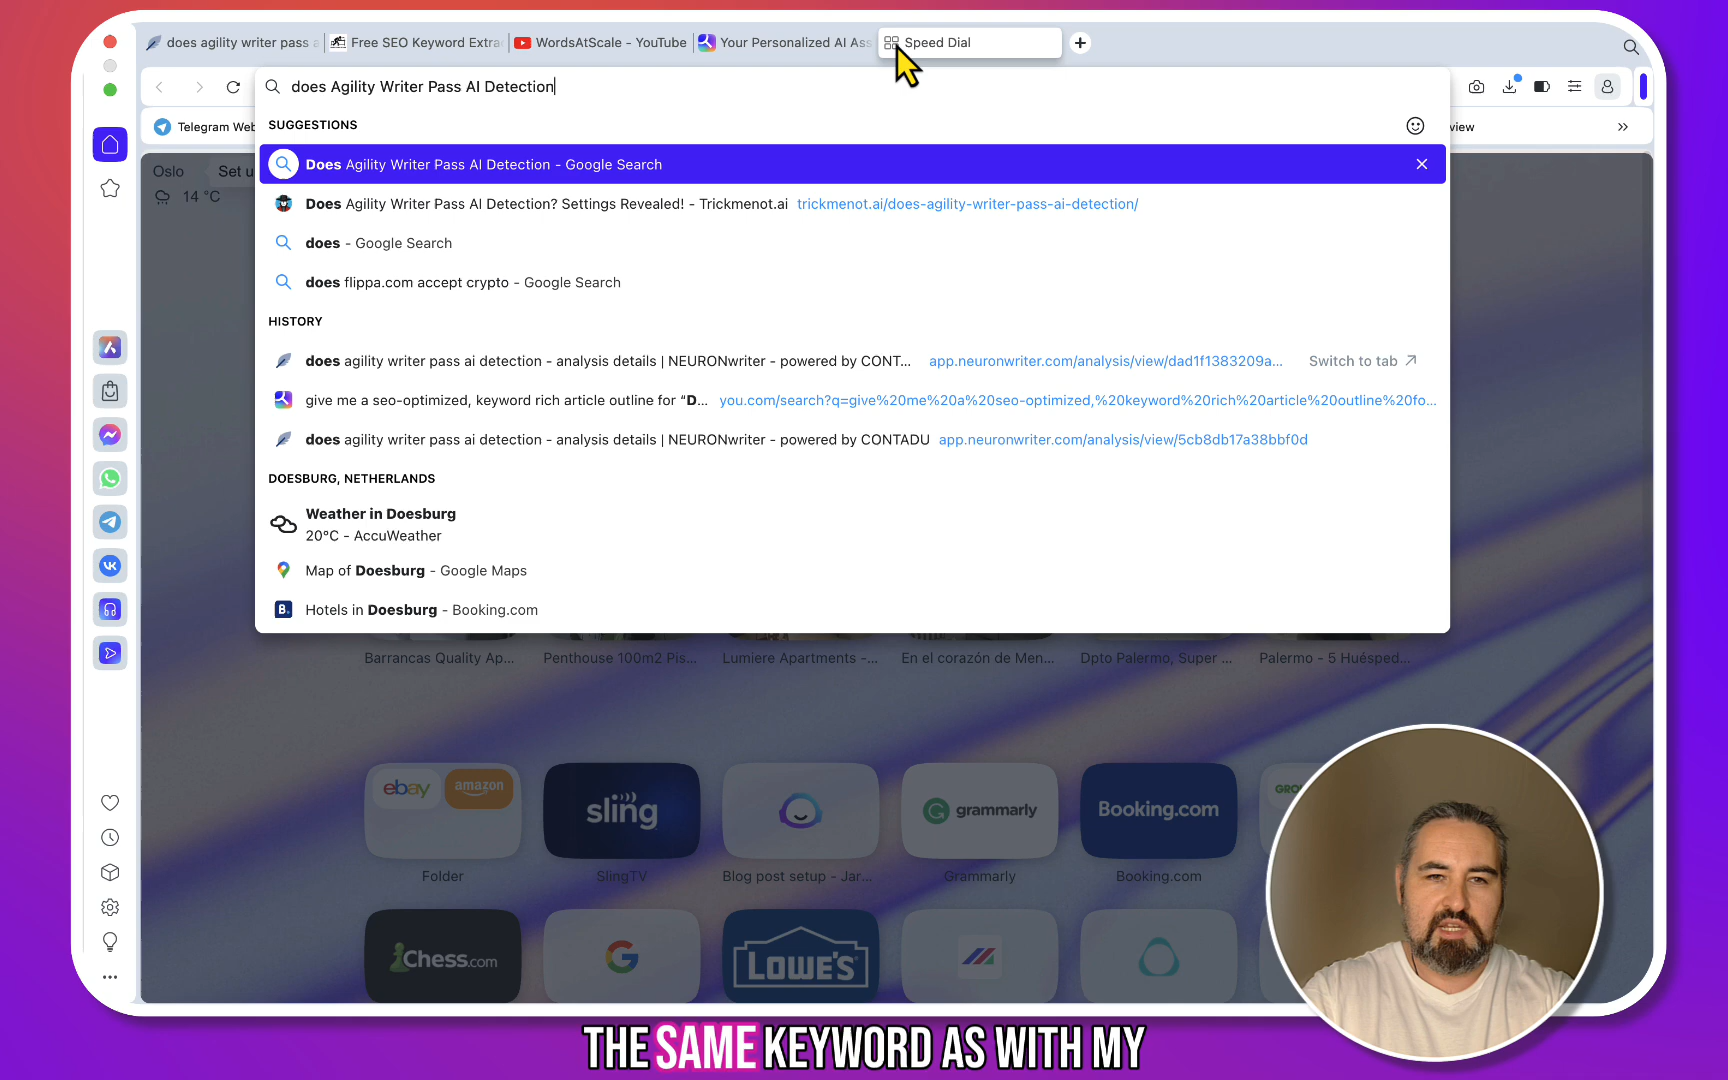 does agility writer pass a
Free SEO Keyword Extra
WordsAtScale - YouTube
Your Personalized AI Ass
Speed Dial
does Agility Writer Pass AI Detection
Telegram Web
view
SUGGESTIONS
Does Agility Writer Pass AI Detection - Google Search
Does Agility Writer Pass AI Detection? Settings Revealed! - Trickmenot.ai trickmenot.ai/does-agility-writer-pass-ai-detection/
does - Google Search
does flippa.com accept crypto - Google Search
HISTORY
does agility writer pass ai detection - analysis details | NEURONwriter - powered by CONT... app.neuronwriter.com/analysis/view/dad1f1383209a... Switch to tab
give me a seo-optimized, keyword rich article outline for “D... you.com/search?q=give%20me%20a%20seo-optimized,%20keyword%20rich%20article%20outline%20fo...
does agility writer pass ai detection - analysis details | NEURONwriter - powered by CONTADU app.neuronwriter.com/analysis/view/5cb8db17a38bbf0d
DOESBURG, NETHERLANDS
Weather in Doesburg
20°C - AccuWeather
Map of Doesburg - Google Maps
Hotels in Doesburg - Booking.com
Oslo
Set u
14 °C
Barrancas Quality Ap...
Penthouse 100m2 Pis...
Lumiere Apartments -...
En el corazón de Men...
Dpto Palermo, Super ...
Palermo - 5 Huésped...
ebay
amazon
sling
grammarly
Booking.com
GRO
Folder
SlingTV
Blog post setup - Jar...
Grammarly
Booking.com
Chess.com
LOWE'S
THE SAME KEYWORD AS WITH MY